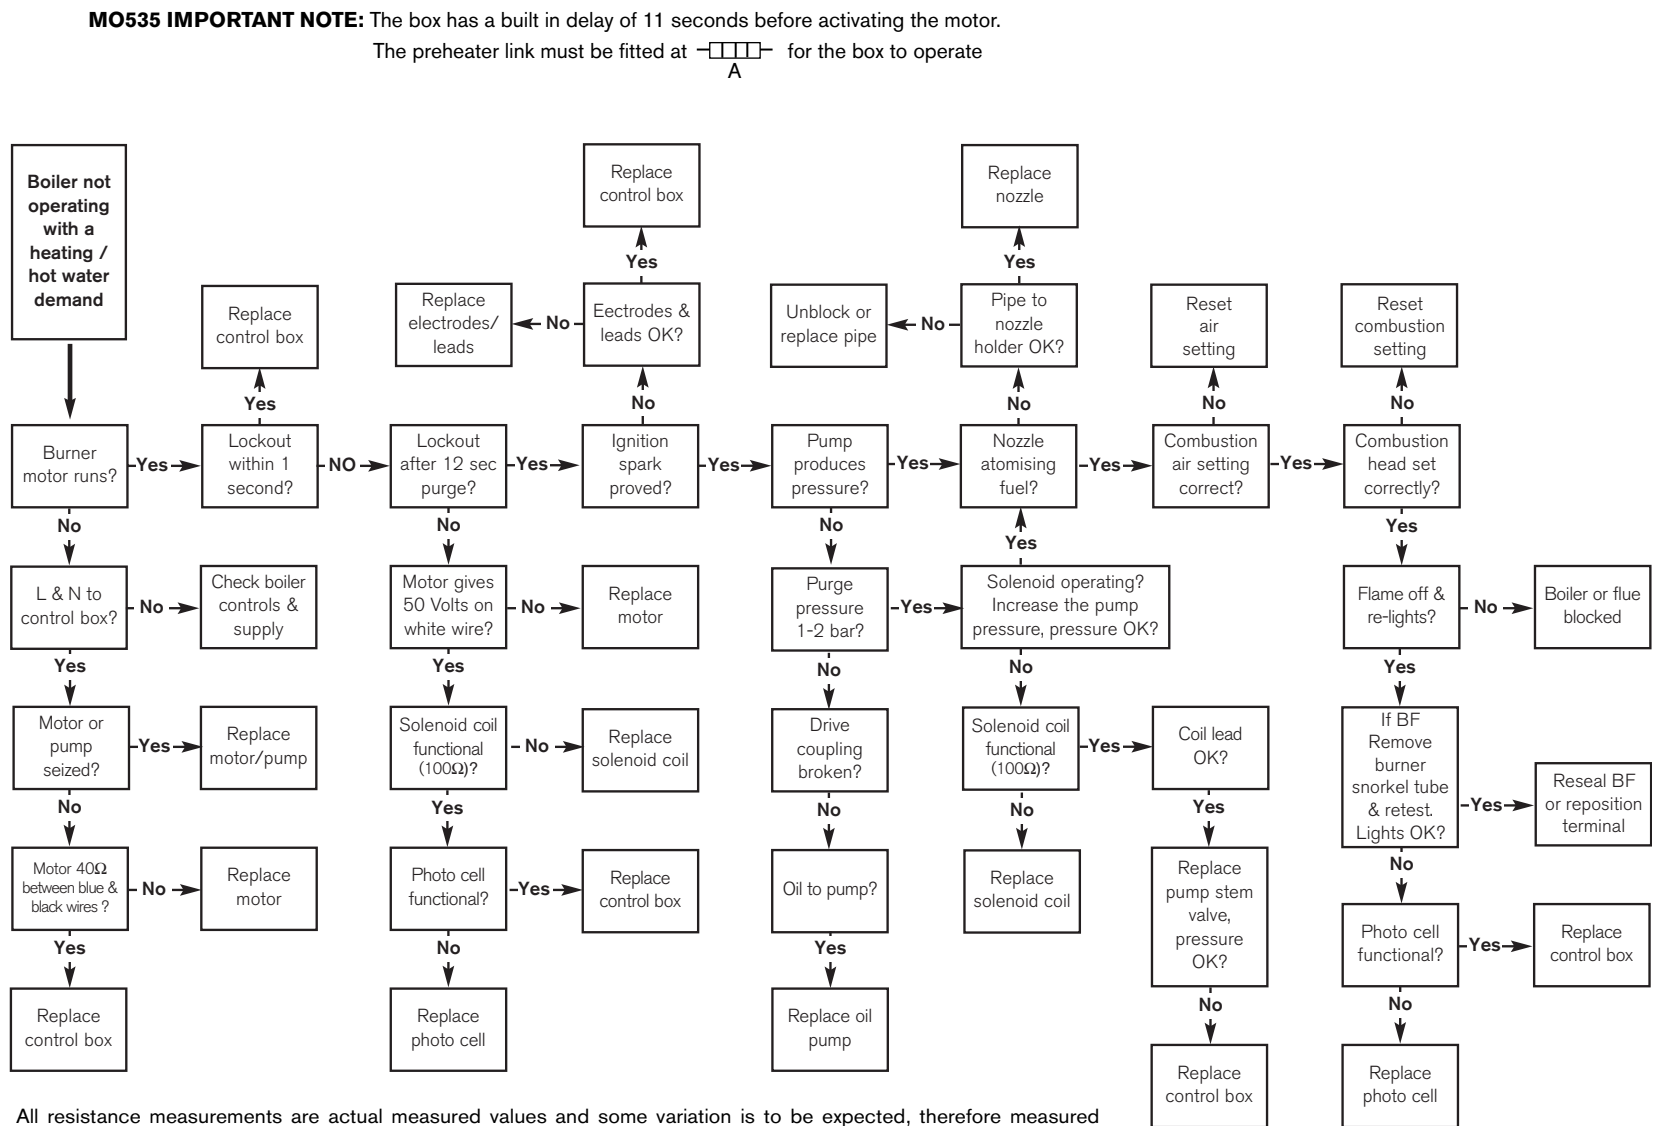 MO535 IMPORTANT NOTE: The box has a built in delay of 11 seconds before activating the motor.
The preheater link must be fitted at for the box to operate
A
Boiler not
operating
with a
heating /
hot water
demand
Replace
control box
Replace
nozzle
Yes
Yes
Replace
control box
Replace
electrodes/
leads
No
Eectrodes &
leads OK?
Unblock or
replace pipe
No
Pipe to
nozzle
holder OK?
Reset
air
setting
Reset
combustion
setting
Yes
No
No
No
No
Burner
motor runs?
Yes
Lockout
within 1
second?
NO
Lockout
after 12 sec
purge?
Yes
Ignition
spark
proved?
Yes
Pump
produces
pressure?
Yes
Nozzle
atomising
fuel?
Yes
Combustion
air setting
correct?
Yes
Combustion
head set
correctly?
No
No
No
Yes
Yes
L & N to
control box?
No
Check boiler
controls &
supply
Motor gives
50 Volts on
white wire?
No
Replace
motor
Purge
pressure
1-2 bar?
Yes
Solenoid operating?
Increase the pump
pressure, pressure OK?
Flame off &
re-lights?
No
Boiler or flue
blocked
Yes
Yes
No
No
Yes
Motor or
pump
seized?
Yes
Replace
motor/pump
Solenoid coil
functional
(100Ω)?
No
Replace
solenoid coil
Drive
coupling
broken?
Solenoid coil
functional
(100Ω)?
Yes
Coil lead
OK?
If BF
Remove
burner
snorkel tube
& retest.
Lights OK?
Yes
Reseal BF
or reposition
terminal
No
Yes
No
No
Yes
No
Motor 40Ω
between blue &
black wires ?
No
Replace
motor
Photo cell
functional?
Yes
Replace
control box
Oil to pump?
Replace
solenoid coil
Replace
pump stem
valve,
pressure
OK?
Photo cell
functional?
Yes
Replace
control box
Yes
No
Yes
No
No
Replace
control box
Replace
photo cell
Replace oil
pump
Replace
control box
Replace
photo cell
All resistance measurements are actual measured values and some variation is to be expected, therefore measured